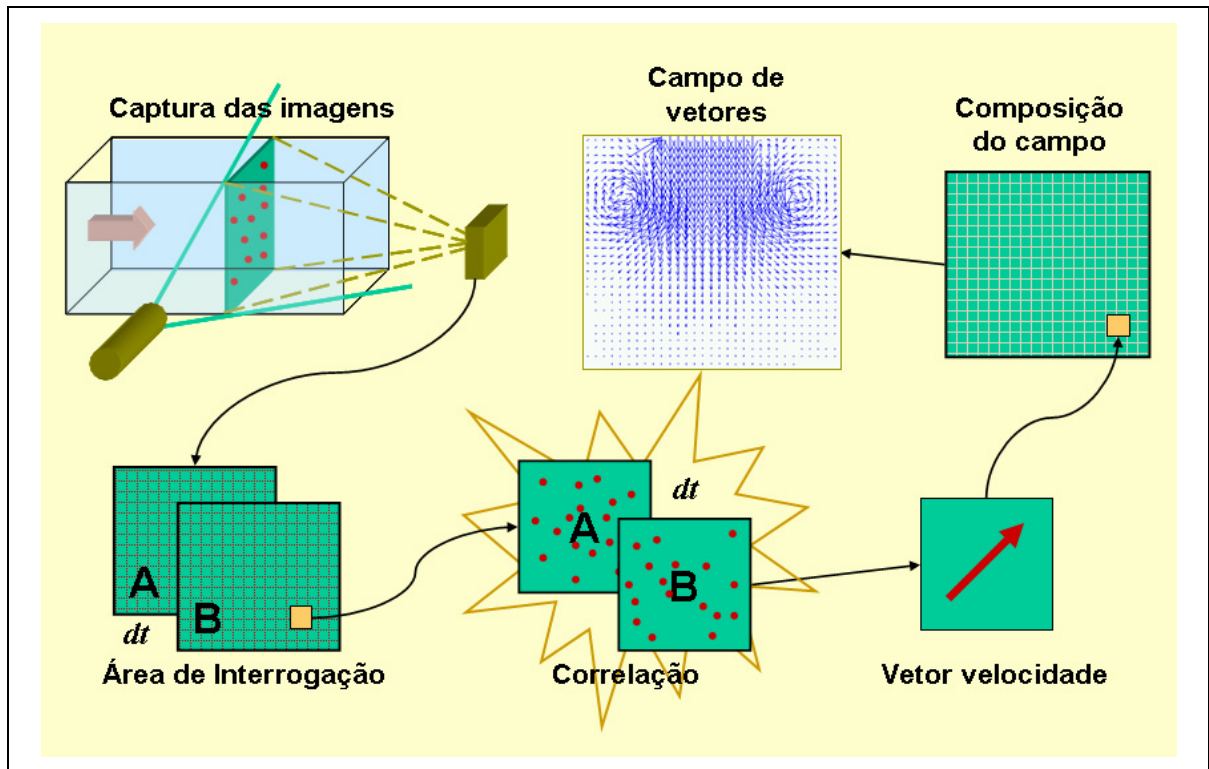 Captura das imagens
Campo de
vetores
Composição
do campo
A
B
dt
Área de Interrogação
A
dt
B
Correlação
Vetor velocidade